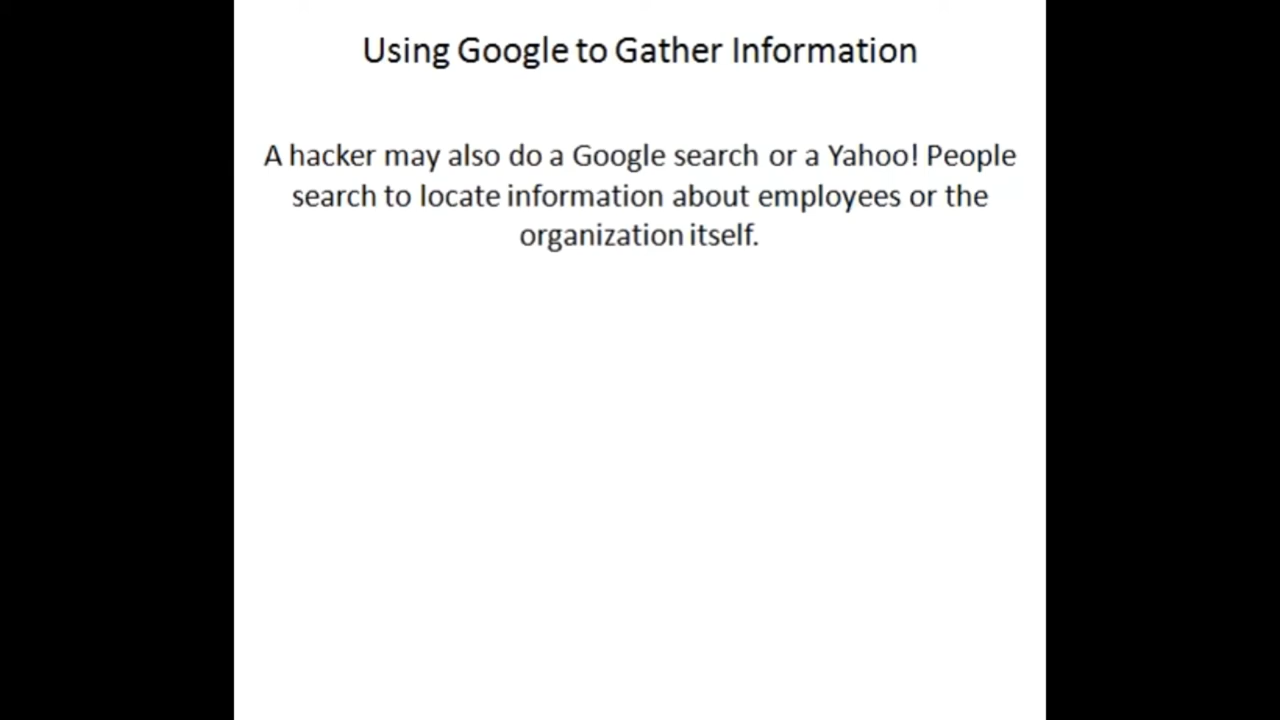 Using Google to Gather Information
A hacker may also do a Google search or a Yahoo! People
search to locate information about employees or the
organization itself.